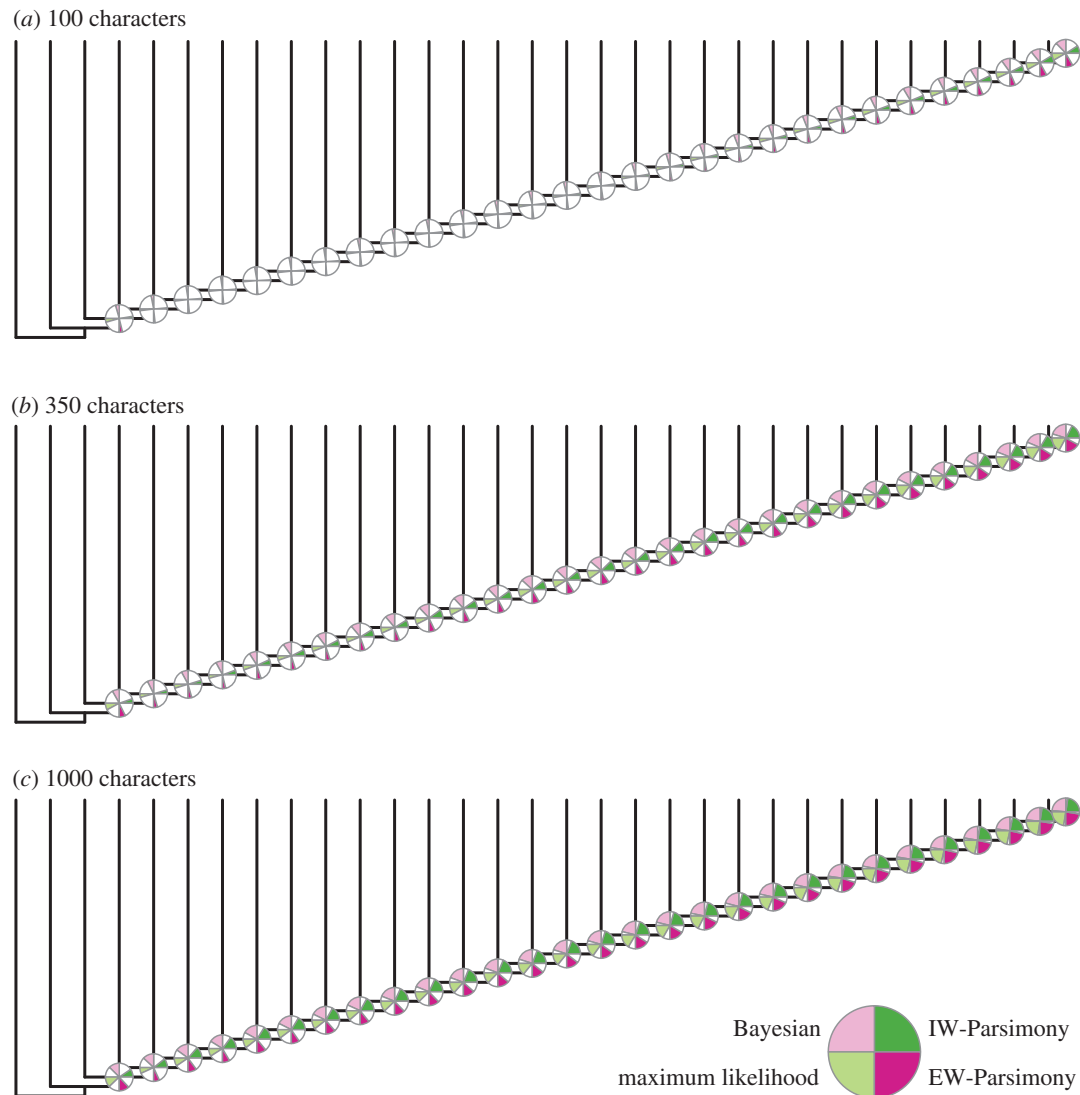 (a) 100 characters
(b) 350 characters
(c) 1000 characters
Bayesian
IW-Parsimony
maximum likelihood
EW-Parsimony